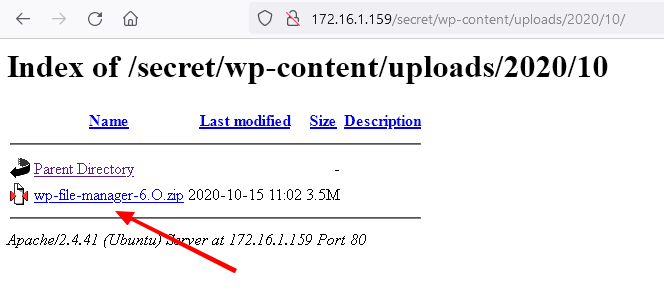 172.16.1.159/secret/wp-content/uploads/2020/10/
Index of /secret/wp-content/uploads/2020/10
Name Last modified Size Description
Parent Directory -
wp-file-manager-6.O.zip 2020-10-15 11:02 3.5M
Apache/2.4.41 (Ubuntu) Server at 172.16.1.159 Port 80